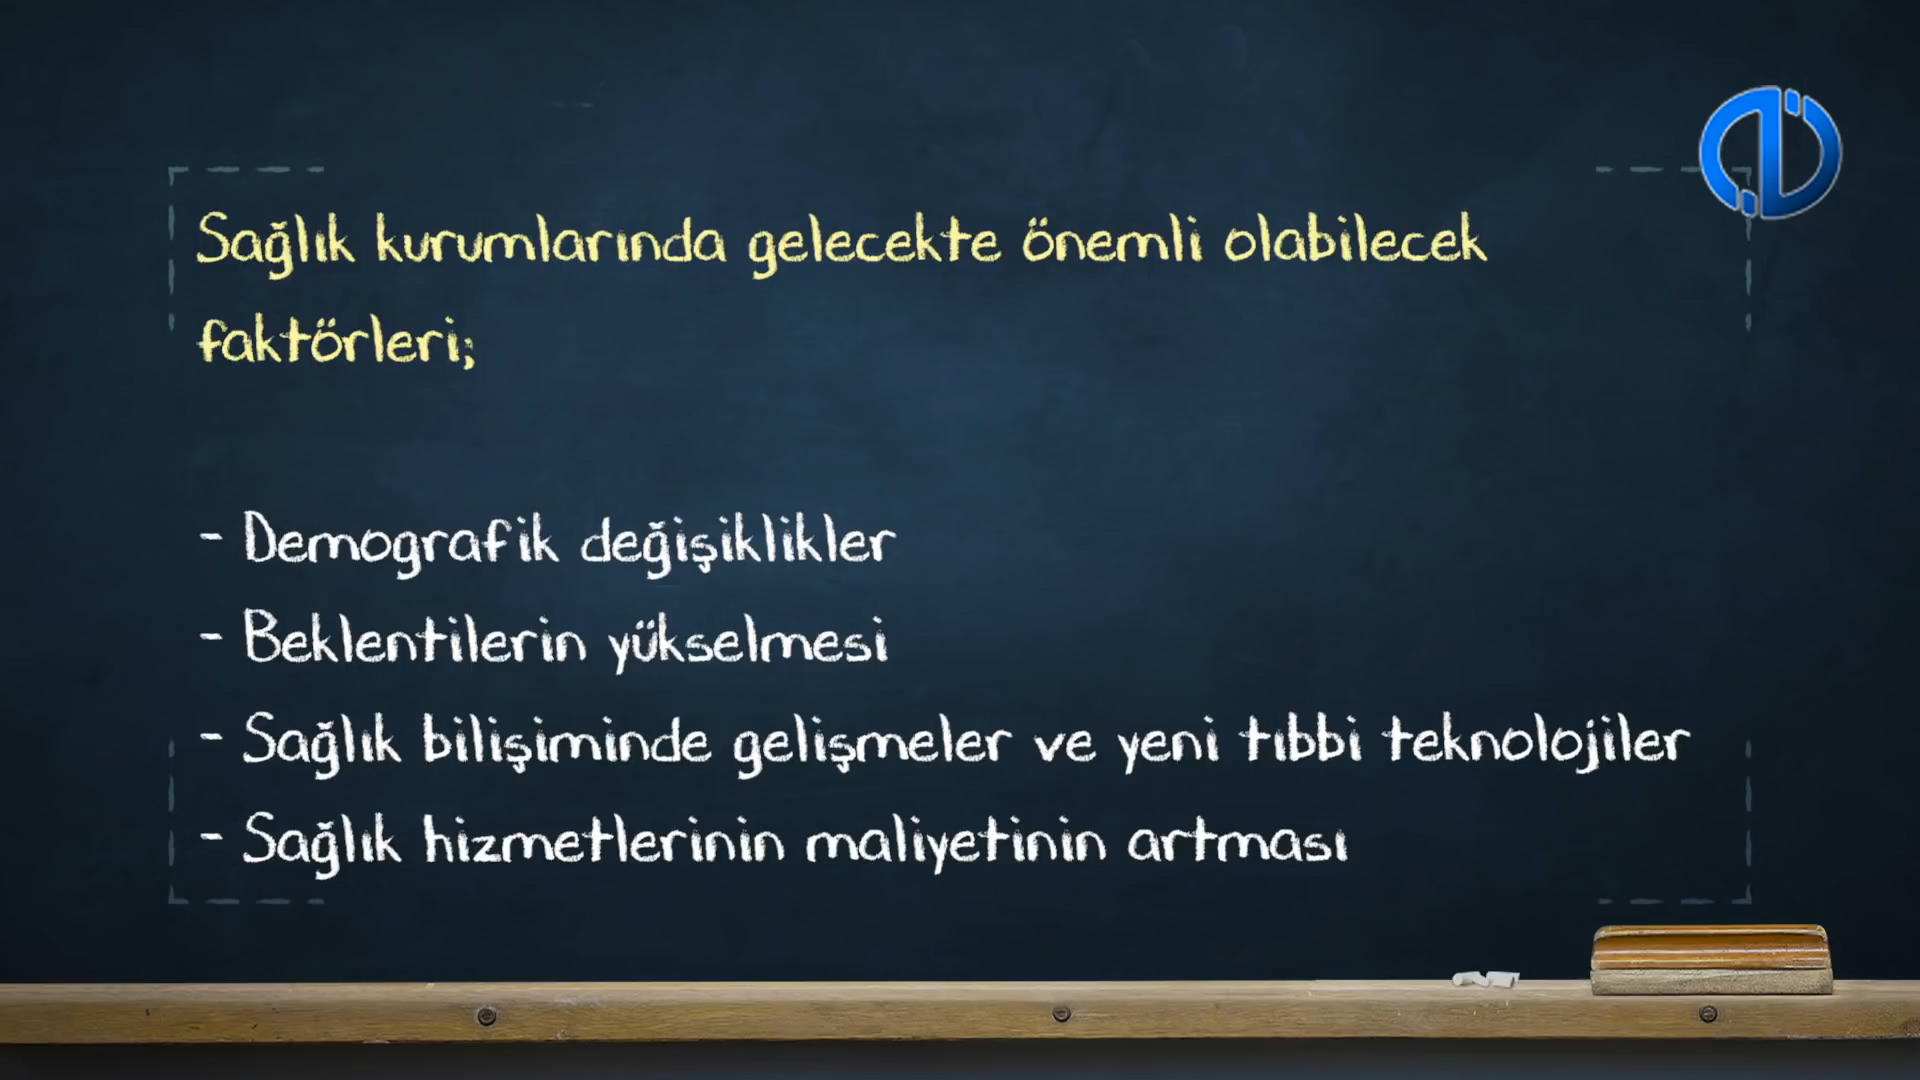 Sağlık kurumlarında gelecekte önemli olabilecek
faktörleri;
- Demografik değişiklikler
- Beklentilerin yükselmesi
- Sağlık bilişiminde gelişmeler ve yeni tıbbi teknolojiler
- Sağlık hizmetlerinin maliyetinin artması